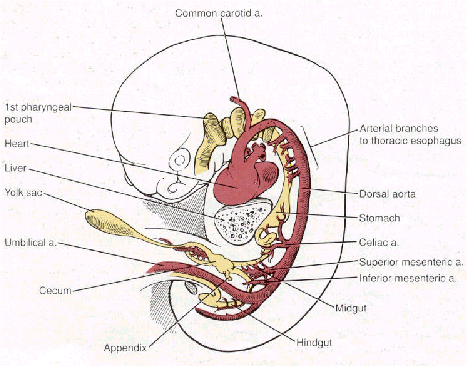 Common carotid a.
1st pharyngeal
pouch
Heart
Liver
Yolk sac
Umbilical a.
Cecum
Appendix
Arterial branches
to thoracic esophagus
Dorsal aorta
Stomach
Celiac a.
Superior mesenteric a.
Inferior mesenteric a.
Midgut
Hindgut